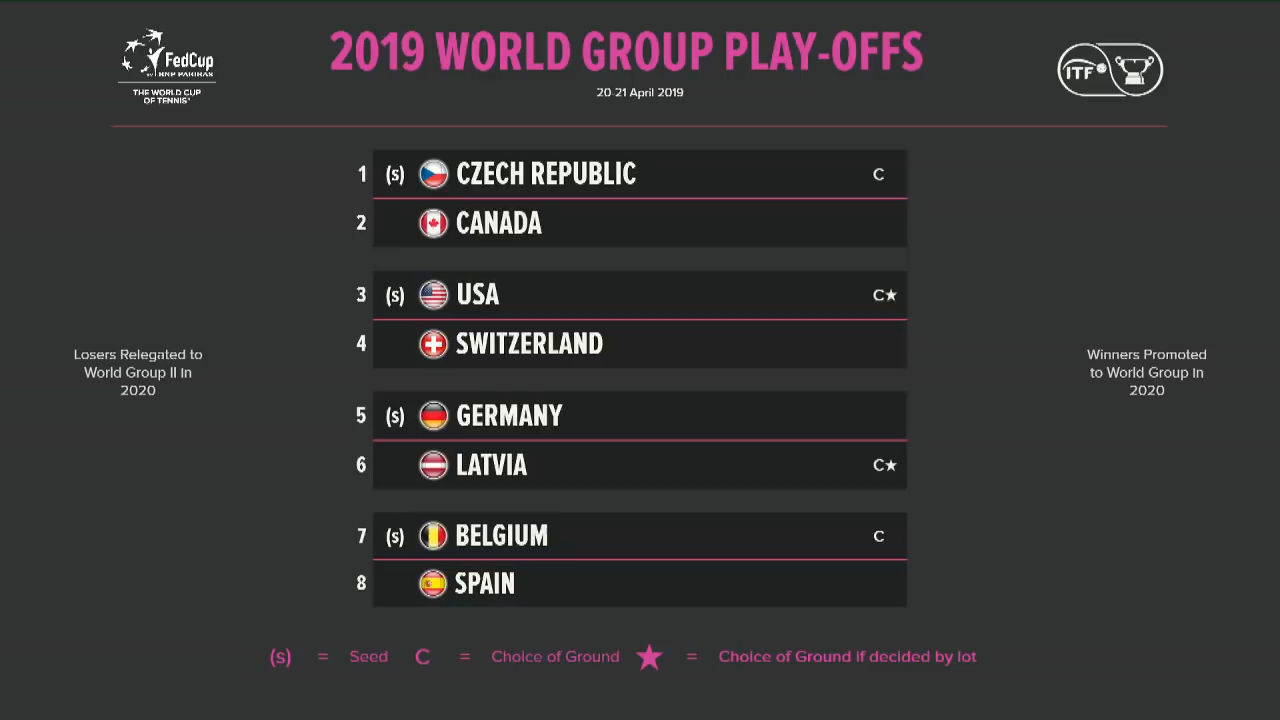 FedCup
BY BNP PARIBAS
THE WORLD CUP
OF TENNIS®
2019 WORLD GROUP PLAY-OFFS
20-21 April 2019
ITF
1 (s) CZECH REPUBLIC C
2 CANADA
3 (s) USA C★
4 SWITZERLAND
Losers Relegated to
World Group II in
2020
Winners Promoted
to World Group in
2020
5 (s) GERMANY
6 LATVIA C★
7 (s) BELGIUM C
8 SPAIN
(s) = Seed C = Choice of Ground ★ = Choice of Ground if decided by lot